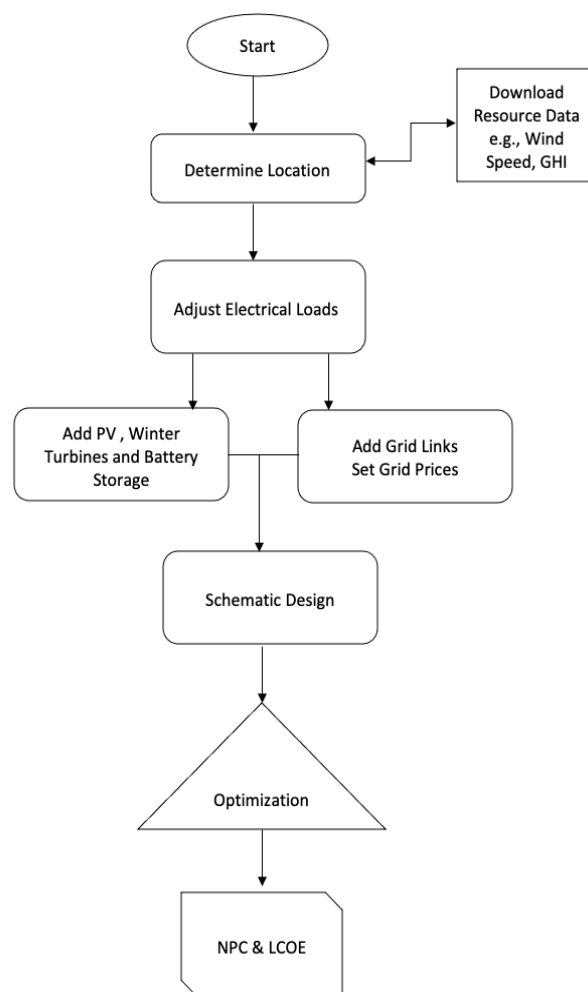 Start
Download
Resource Data
e.g., Wind
Speed, GHI
Determine Location
Adjust Electrical Loads
Add PV , Winter
Turbines and Battery
Storage
Add Grid Links
Set Grid Prices
Schematic Design
Optimization
NPC & LCOE